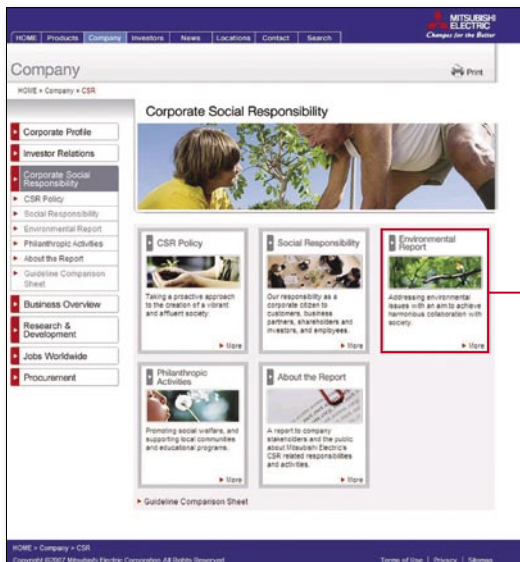 MITSUBISHI
ELECTRIC
Changes for the Better
HOME Products Company Investors News Locations Contact Search
Company
Print
HOME > Company > CSR
Corporate Social Responsibility
Corporate Profile
Investor Relations
Corporate Social
Responsibility
CSR Policy
Social Responsibility
Environmental Report
Philanthropic Activities
About the Report
Guideline Comparison
Sheet
Business Overview
Research &
Development
Jobs Worldwide
Procurement
CSR Policy
Taking a proactive approach
to the creation of a vibrant
and affluent society.
More
Social Responsibility
Our responsibility as a
corporate citizen to
customers, business
partners, shareholders and
investors, and employees.
More
Environmental
Report
Addressing environmental
issues with an aim to achieve
harmonious collaboration with
society.
More
Philanthropic
Activities
Promoting social welfare, and
supporting local communities
and educational programs.
More
About the Report
A report to company
stakeholders and the public
about Mitsubishi Electric's
CSR related responsibilities
and activities.
More
Guideline Comparison Sheet
HOME > Company > CSR
Copyright ©2007 Mitsubishi Electric Corporation. All Rights Reserved.
Terms of Use | Privacy | Sitemap